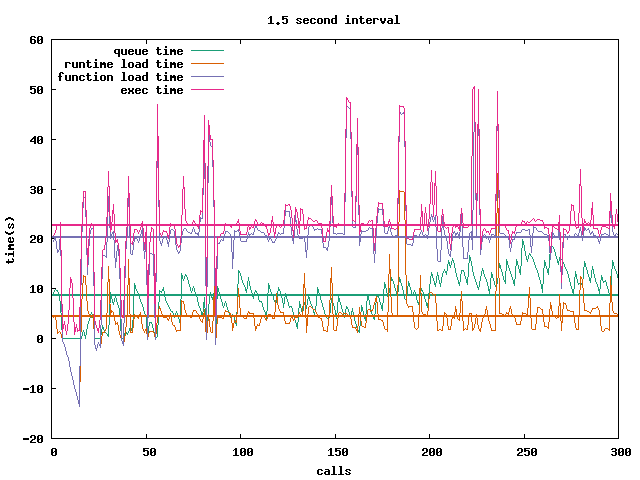 1.5 second interval
60
50
40
30
20
10
0
-10
-20
queue time
runtime load time
function load time
exec time
time(s)
0 50 100 150 200 250 300
calls